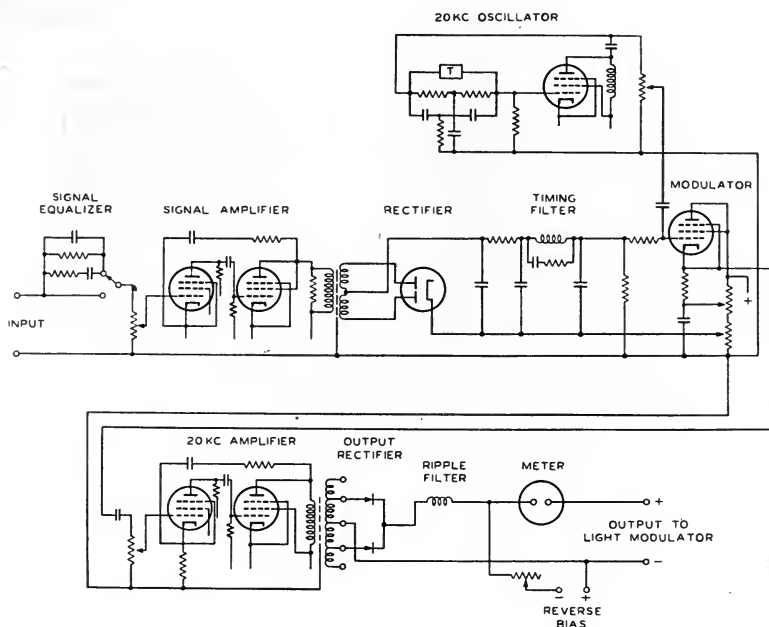 20KC OSCILLATOR
T
SIGNAL
EQUALIZER
SIGNAL AMPLIFIER
RECTIFIER
TIMING
FILTER
MODULATOR
+
INPUT
20KC AMPLIFIER
OUTPUT
RECTIFIER
RIPPLE
FILTER
METER
+
OUTPUT TO
LIGHT MODULATOR
−
− +
REVERSE
BIAS